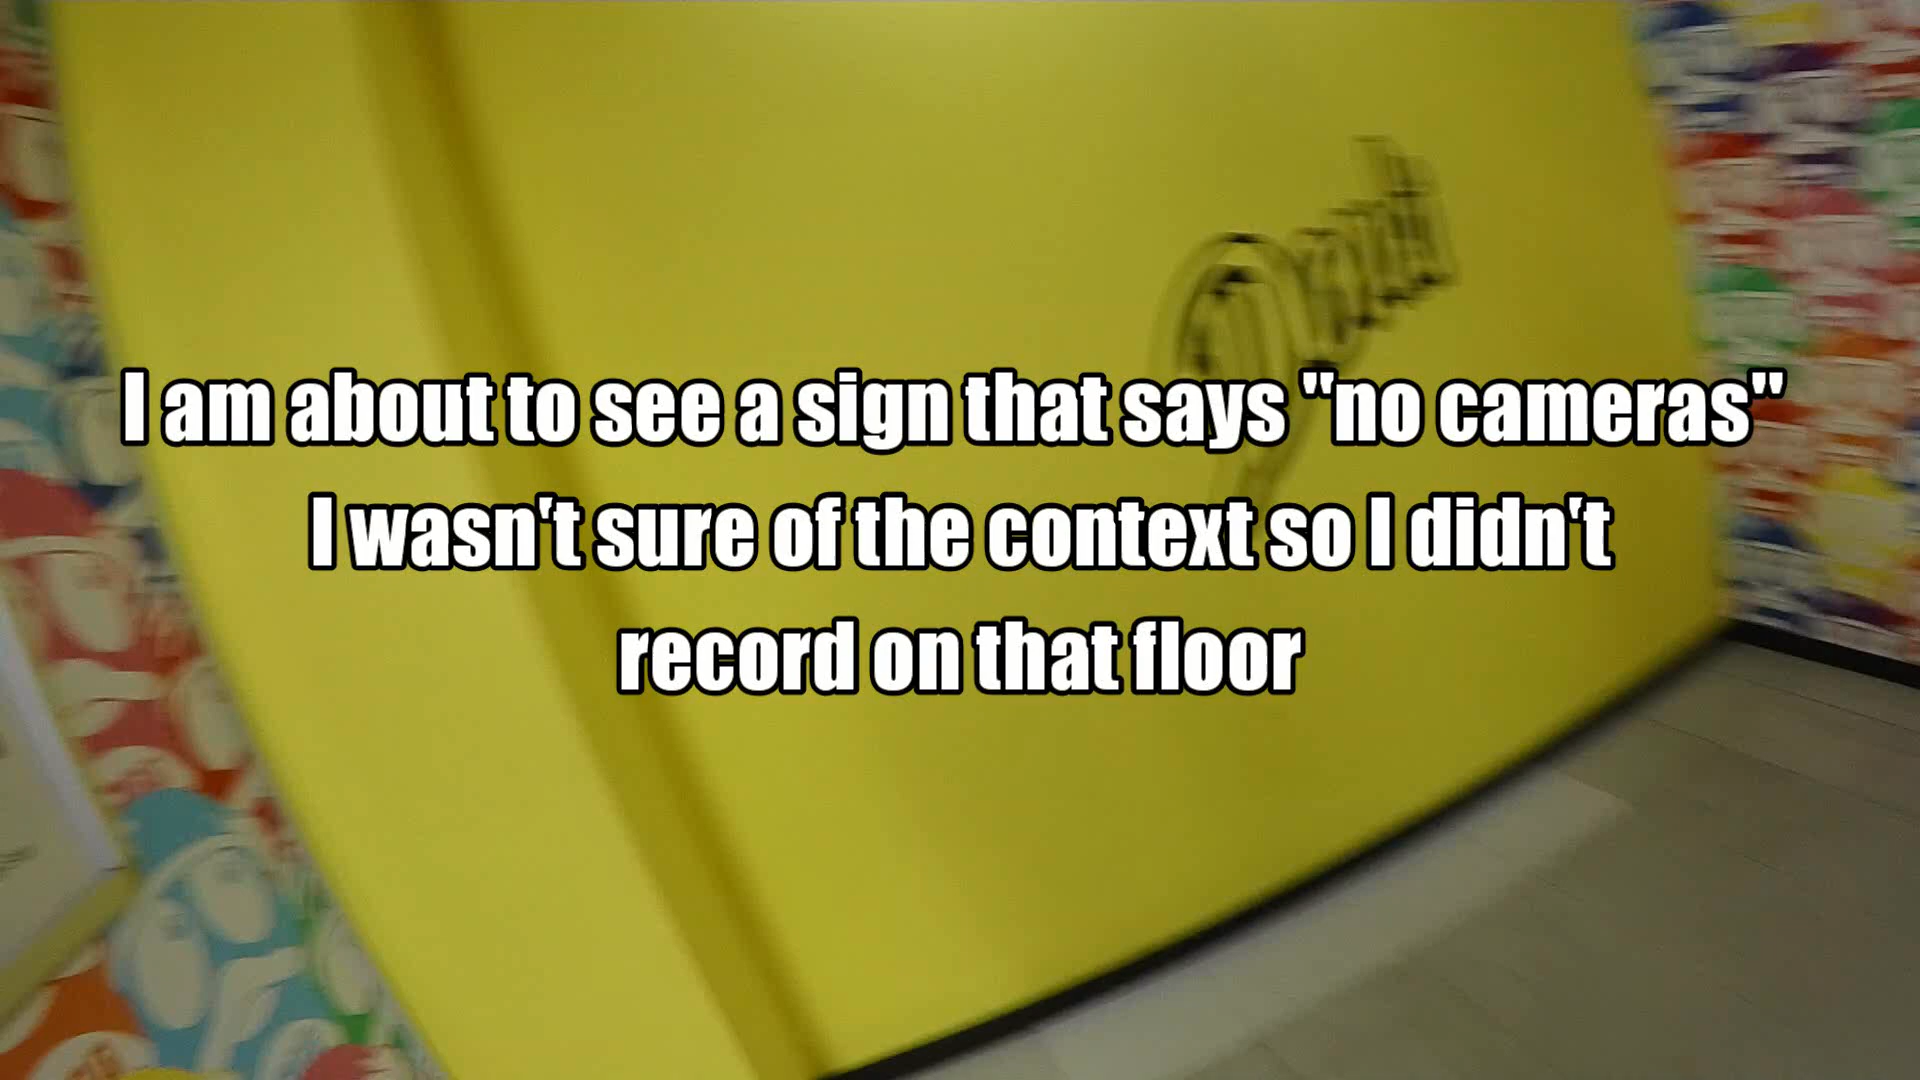 I am about to see a sign that says "no cameras"
I wasn't sure of the context so I didn't
record on that floor